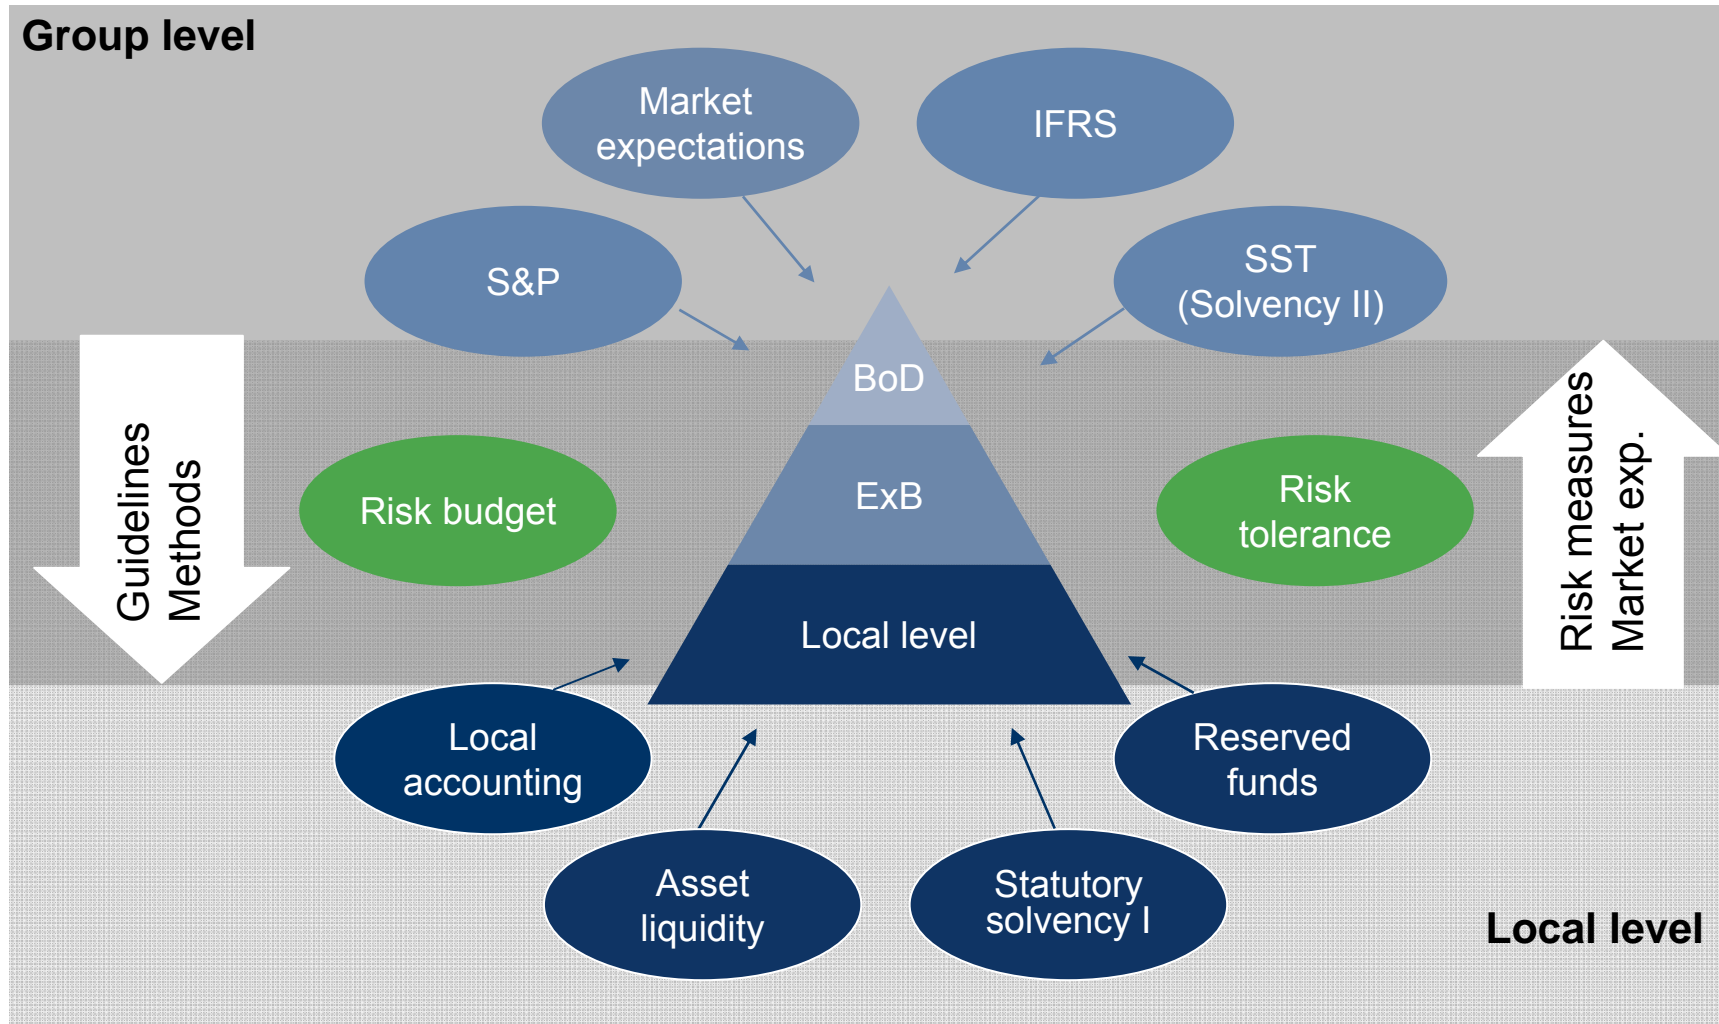 Group level
Market
expectations
IFRS
S&P
SST
(Solvency II)
BoD
Guidelines
Methods
Risk budget
ExB
Risk
tolerance
Risk measures
Market exp.
Local level
Local
accounting
Reserved
funds
Asset
liquidity
Statutory
solvency I
Local level